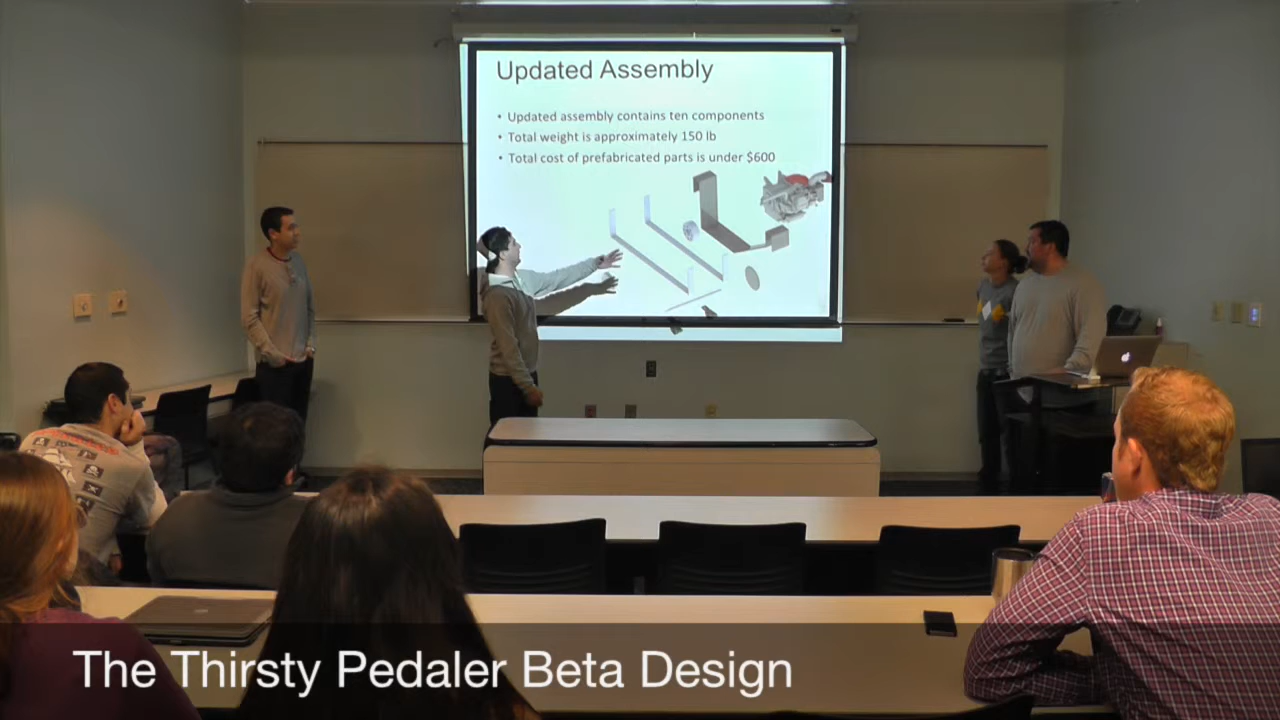 Updated Assembly
• Updated assembly contains ten components
• Total weight is approximately 150 lb
• Total cost of prefabricated parts is under $600
The Thirsty Pedaler Beta Design